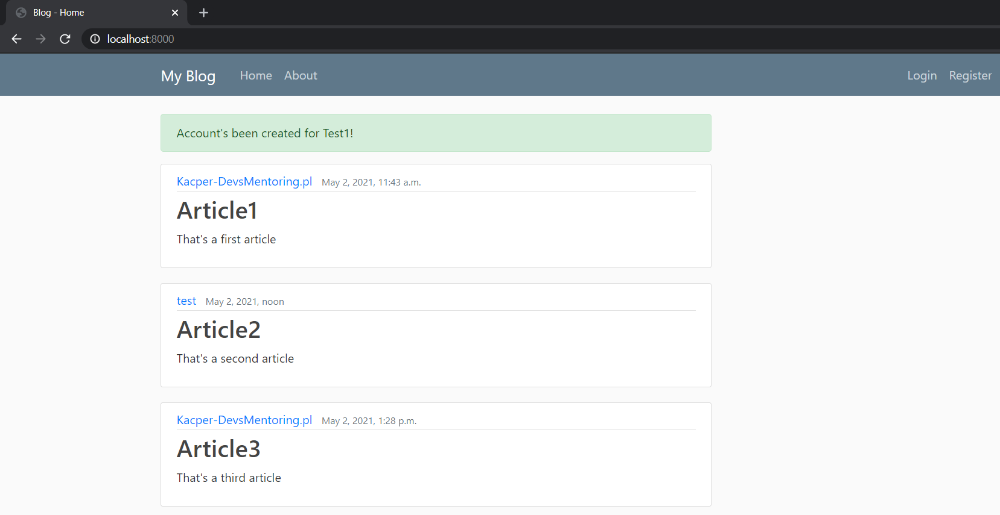 Blog - Home
localhost:8000
My Blog Home About Login Register
Account's been created for Test1!
Kacper-DevsMentoring.pl May 2, 2021, 11:43 a.m.
Article1
That's a first article
test May 2, 2021, noon
Article2
That's a second article
Kacper-DevsMentoring.pl May 2, 2021, 1:28 p.m.
Article3
That's a third article